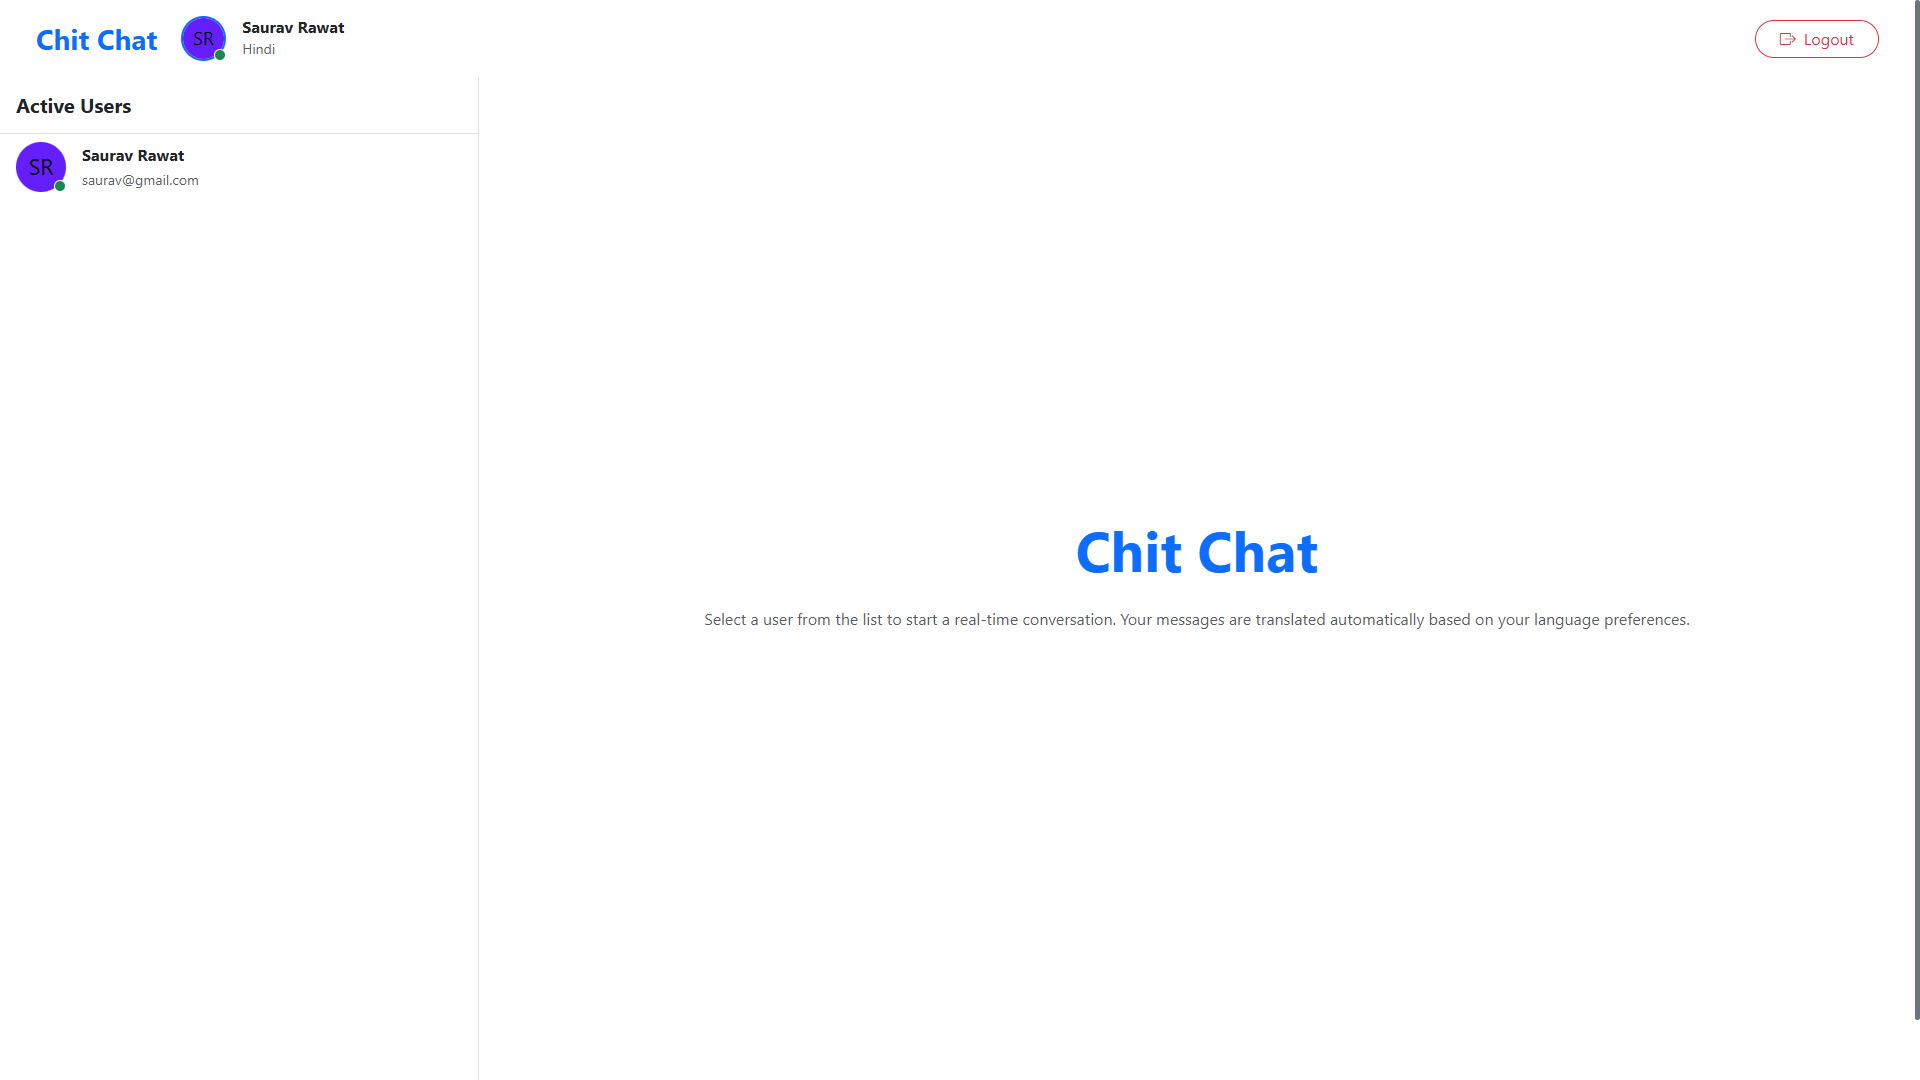 Chit Chat
SR
Saurav Rawat
Hindi
Logout
Active Users
SR
Saurav Rawat
saurav@gmail.com
Chit Chat
Select a user from the list to start a real-time conversation. Your messages are translated automatically based on your language preferences.